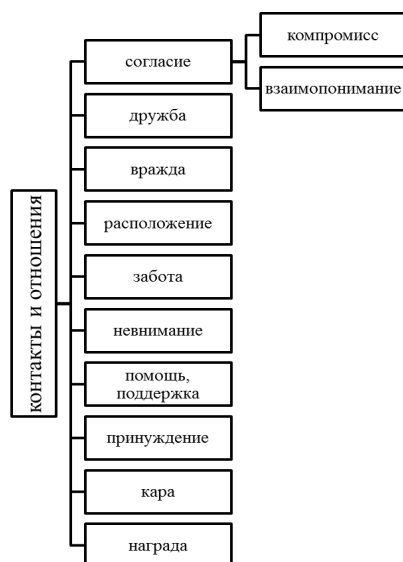 контакты и отношения
согласие
компромисс
взаимопонимание
дружба
вражда
расположение
забота
невнимание
помощь,
поддержка
принуждение
кара
награда